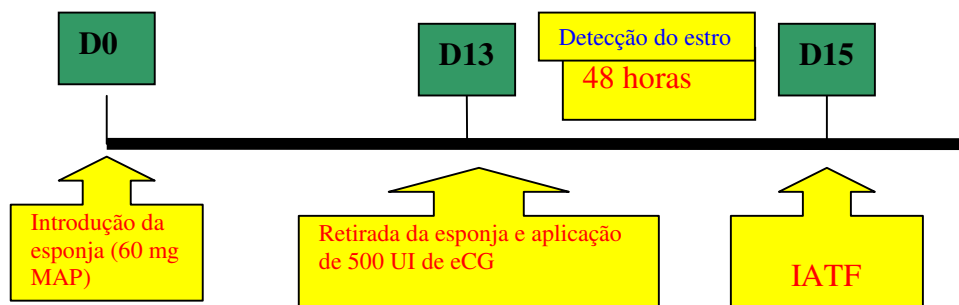 D0
D13
Detecção do estro
48 horas
D15
Introdução da
esponja (60 mg
MAP)
Retirada da esponja e aplicação
de 500 UI de eCG
IATF